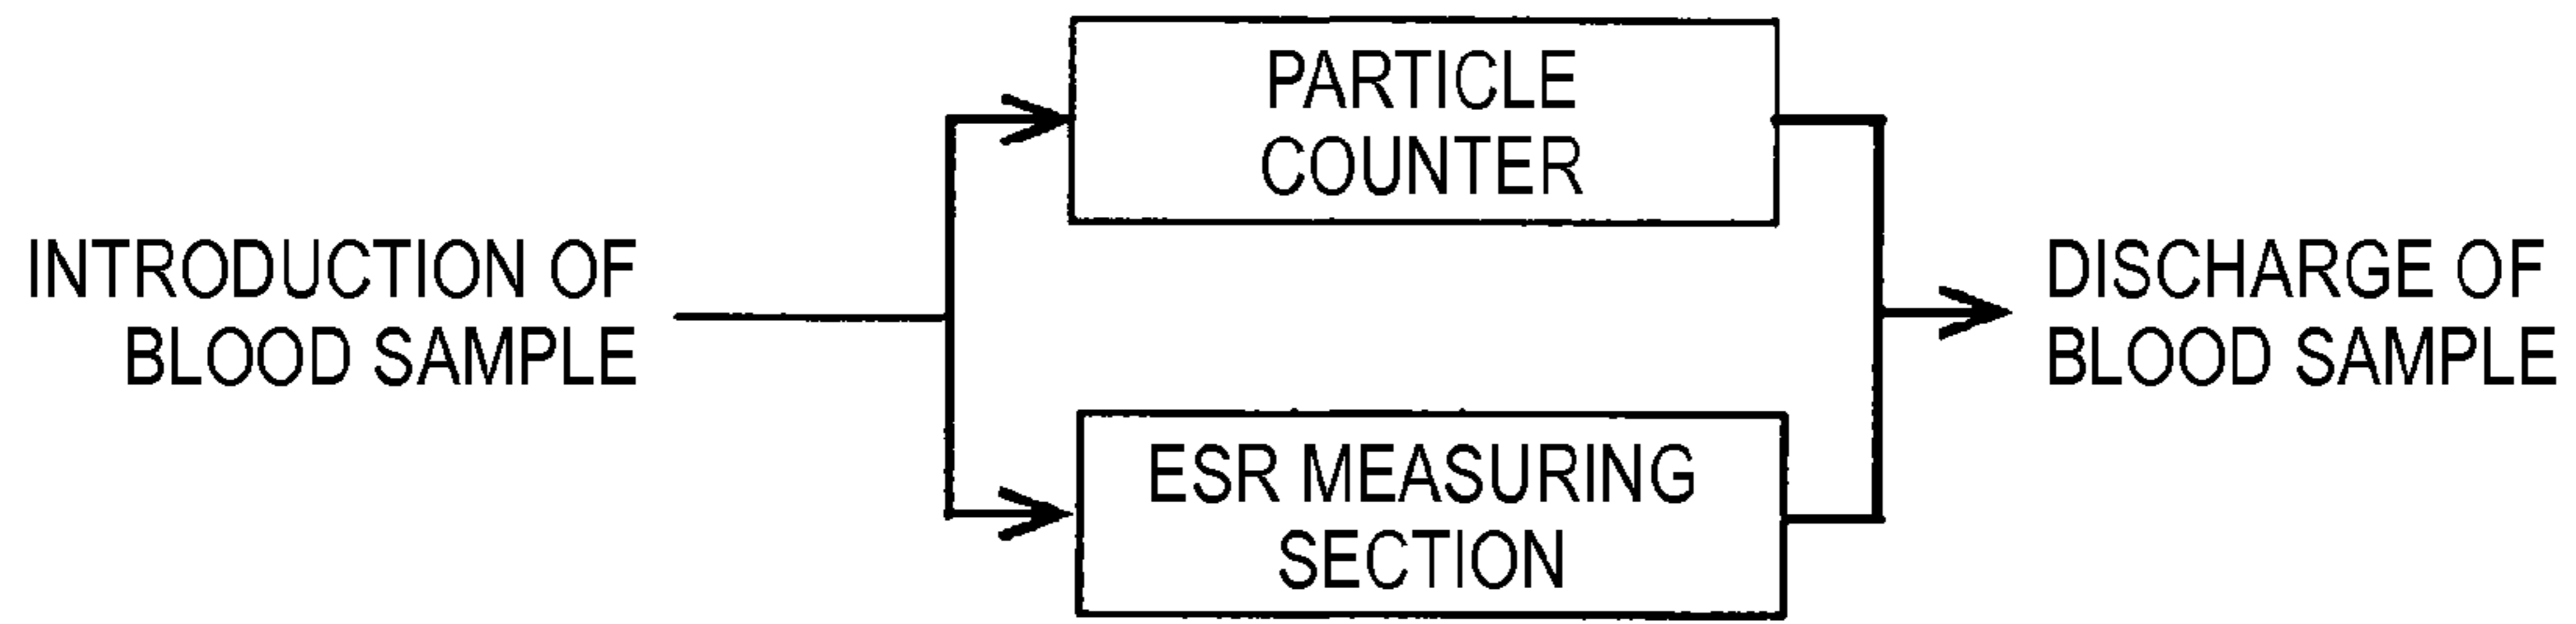 INTRODUCTION OF
BLOOD SAMPLE
PARTICLE
COUNTER
ESR MEASURING
SECTION
DISCHARGE OF
BLOOD SAMPLE